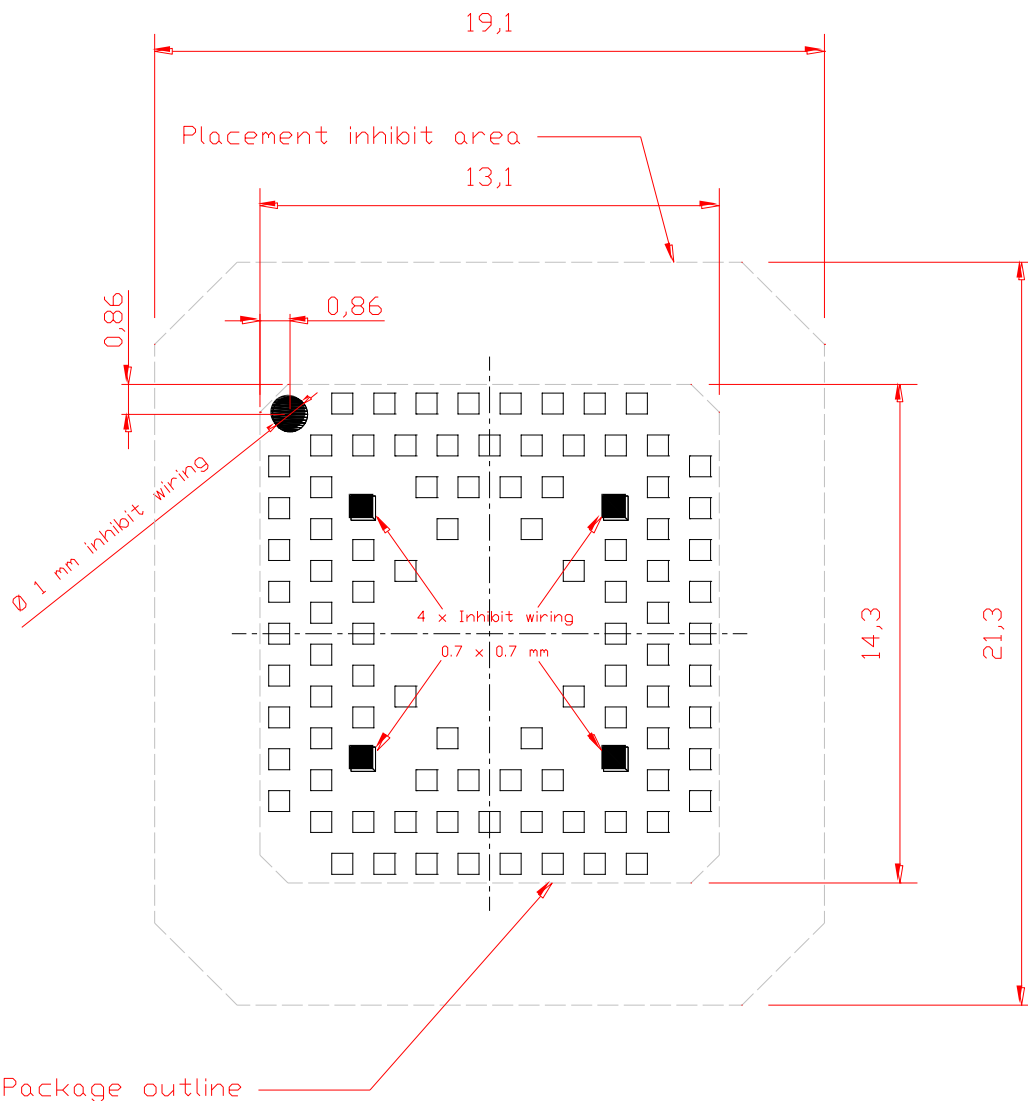 19,1
Placement inhibit area
13,1
0,86
0,86
Ø 1 mm inhibit wiring
4 x Inhibit wiring
0.7 x 0.7 mm
14,3
21,3
Package outline